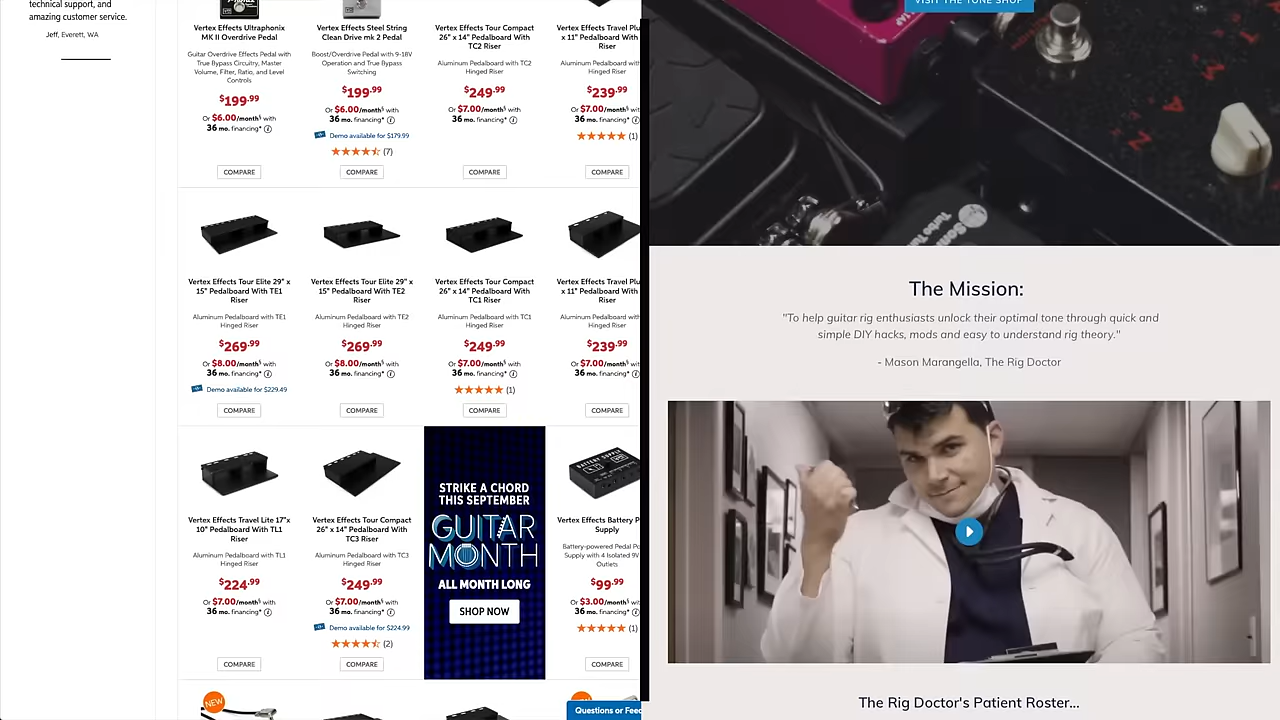 technical support, and
amazing customer service.
Jeff, Everett, WA
Vertex Effects Ultraphonix
MK II Overdrive Pedal
Guitar Overdrive Effects Pedal with
True Bypass Circuitry, Master
Volume, Filter, Ratio, and Level
Controls
$199.99
Or $6.00/month§ with
36 mo. financing*
COMPARE
Vertex Effects Steel String
Clean Drive mk 2 Pedal
Boost/Overdrive Pedal with 9-18V
Operation and True Bypass
Switching
$199.99
Or $6.00/month§ with
36 mo. financing*
Demo available for $179.99
(7)
COMPARE
Vertex Effects Tour Compact
26" x 14" Pedalboard With
TC2 Riser
Aluminum Pedalboard with TC2
Hinged Riser
$249.99
Or $7.00/month§ with
36 mo. financing*
COMPARE
Vertex Effects Travel Plu
x 11" Pedalboard With
Riser
Aluminum Pedalboard with
Hinged Riser
$239.99
Or $7.00/month§ wit
36 mo. financing*
(1)
COMPARE
Vertex Effects Tour Elite 29" x
15" Pedalboard With TE1
Riser
Aluminum Pedalboard with TE1
Hinged Riser
$269.99
Or $8.00/month§ with
36 mo. financing*
Demo available for $229.49
COMPARE
Vertex Effects Tour Elite 29" x
15" Pedalboard With TE2
Riser
Aluminum Pedalboard with TE2
Hinged Riser
$269.99
Or $8.00/month§ with
36 mo. financing*
COMPARE
Vertex Effects Tour Compact
26" x 14" Pedalboard With
TC1 Riser
Aluminum Pedalboard with TC1
Hinged Riser
$249.99
Or $7.00/month§ with
36 mo. financing*
(1)
COMPARE
Vertex Effects Travel Plu
x 11" Pedalboard With
Riser
Aluminum Pedalboard with
Hinged Riser
$239.99
Or $7.00/month§ wit
36 mo. financing*
COMPARE
Vertex Effects Travel Lite 17"x
10" Pedalboard With TL1
Riser
Aluminum Pedalboard with TL1
Hinged Riser
$224.99
Or $7.00/month§ with
36 mo. financing*
COMPARE
Vertex Effects Tour Compact
26" x 14" Pedalboard With
TC3 Riser
Aluminum Pedalboard with TC3
Hinged Riser
$249.99
Or $7.00/month§ with
36 mo. financing*
Demo available for $224.99
(2)
COMPARE
STRIKE A CHORD
THIS SEPTEMBER
GUITAR
MONTH
ALL MONTH LONG
SHOP NOW
BATTERY SUPPLY
Vertex Effects Battery P
Supply
Battery-powered Pedal Po
Supply with 4 Isolated 9V
Outlets
$99.99
Or $3.00/month§ wit
36 mo. financing*
(1)
COMPARE
NEW
Questions or Feed
VISIT THE TONE SHOP
The Mission:
"To help guitar rig enthusiasts unlock their optimal tone through quick and
simple DIY hacks, mods and easy to understand rig theory."
- Mason Marangella, The Rig Doctor
The Rig Doctor's Patient Roster...